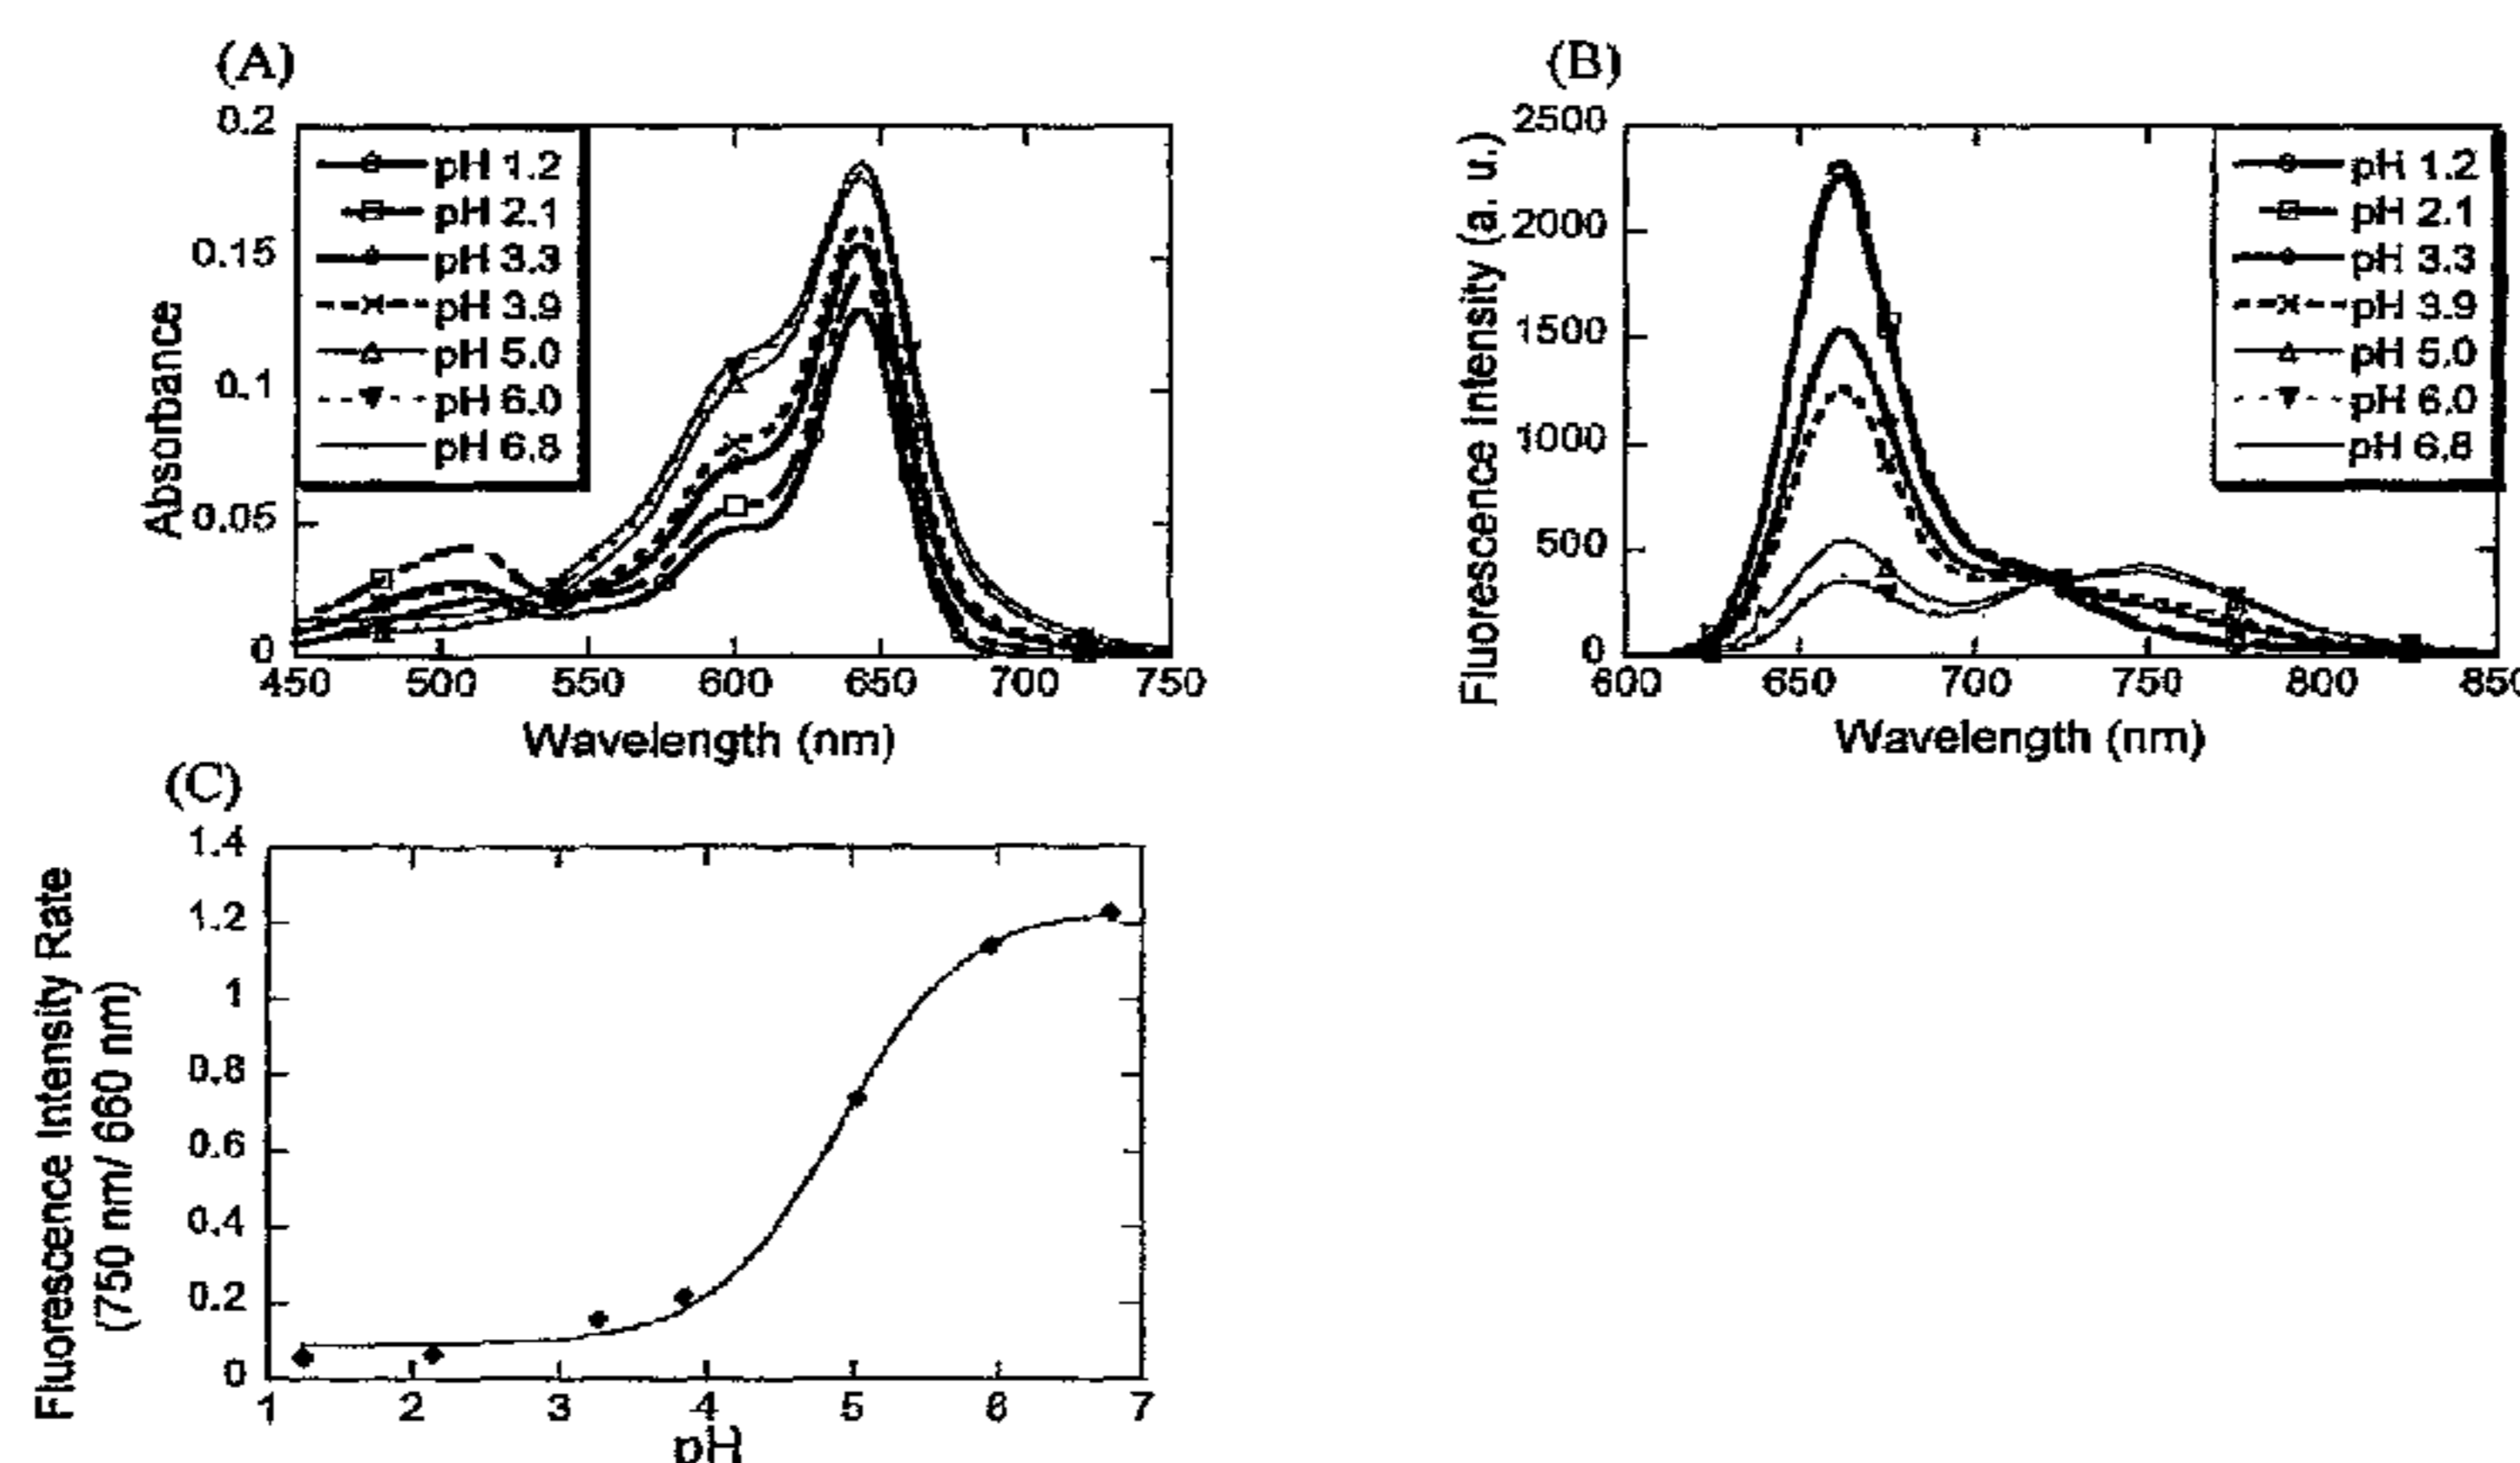 (A)
0.2
0.15
0.1
0.05
0
Absorbance
pH 1.2
pH 2.1
pH 3.3
pH 3.9
pH 5.0
pH 6.0
pH 6.8
450 500 550 600 650 700 750
Wavelength (nm)
(B)
2500
2000
1500
1000
500
0
Fluorescence Intensity (a. u.)
pH 1.2
pH 2.1
pH 3.3
pH 3.9
pH 5.0
pH 6.0
pH 6.8
600 650 700 750 800 850
Wavelength (nm)
(C)
1.4
1.2
1
0.8
0.6
0.4
0.2
0
Fluorescence Intensity Rate
(750 nm/ 660 nm)
1 2 3 4 5 6 7
pH